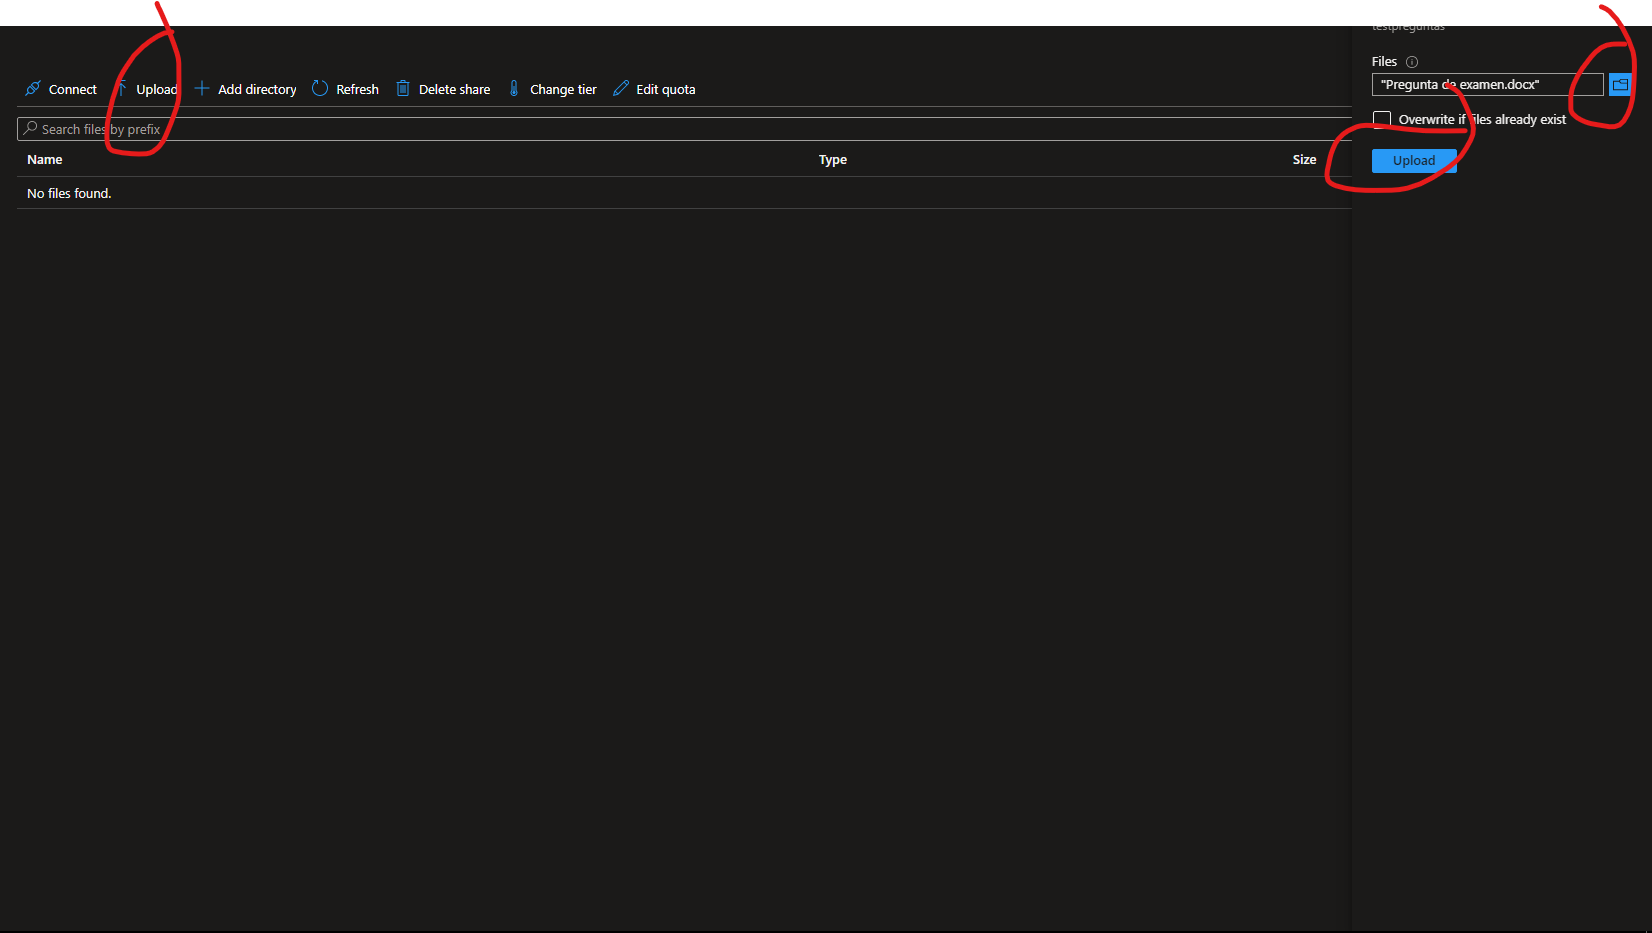 testpreguntas
Files
Connect Upload Add directory Refresh Delete share Change tier Edit quota
"Pregunta de examen.docx"
Search files by prefix
Overwrite if files already exist
Name Type Size
Upload
No files found.